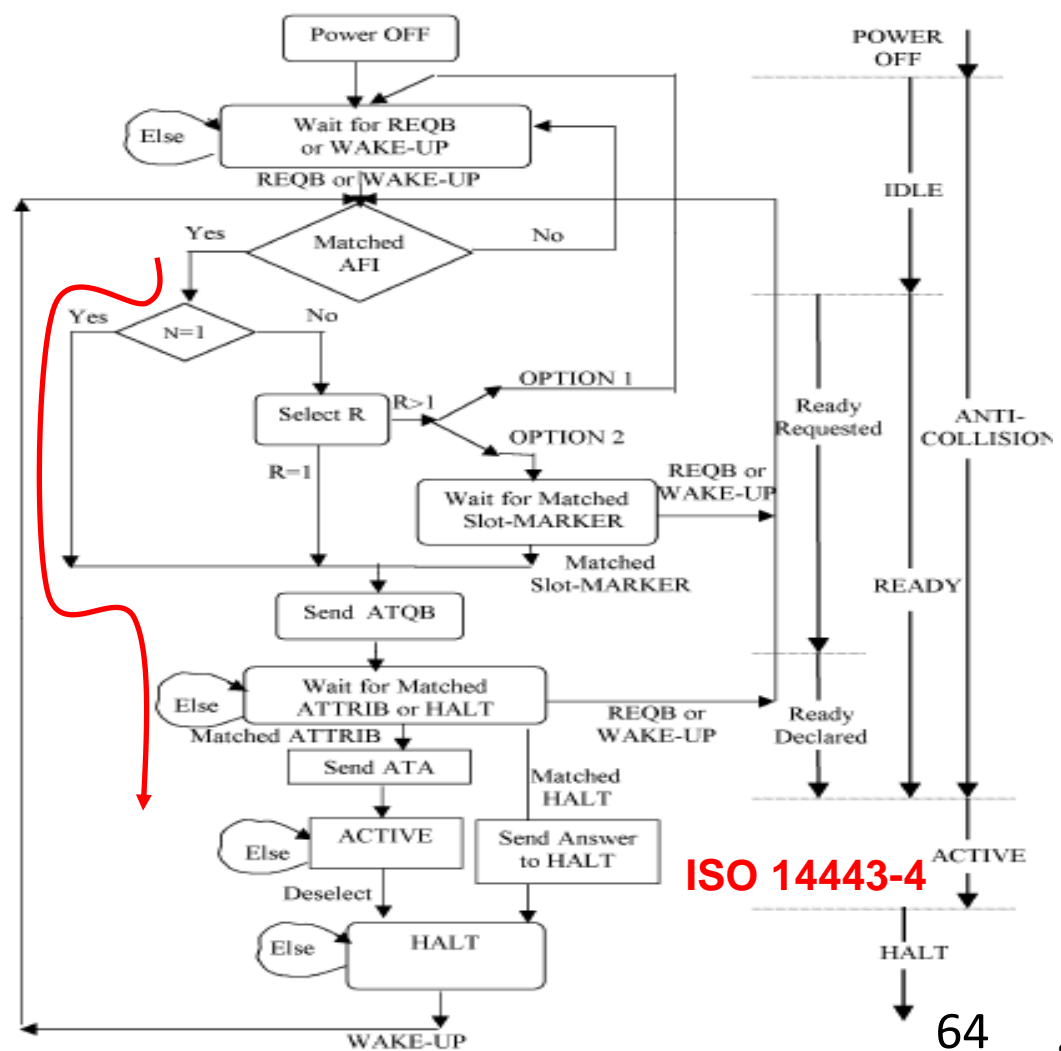 Power OFF
POWER
OFF
Else
Wait for REQB
or WAKE-UP
REQB or WAKE-UP
IDLE
Yes
Matched
AFI
No
Yes
N=1
No
OPTION 1
Select R
R>1
OPTION 2
R=1
Ready
Requested
ANTI-
COLLISION
REQB or
WAKE-UP
Wait for Matched
Slot-MARKER
Matched
Slot-MARKER
READY
Send ATQB
Else
Wait for Matched
ATTRIB or HALT
REQB or
WAKE-UP
Ready
Declared
Matched ATTRIB
Send ATA
Matched
HALT
Else
ACTIVE
Send Answer
to HALT
ISO 14443-4
ACTIVE
Deselect
Else
HALT
HALT
WAKE-UP
64